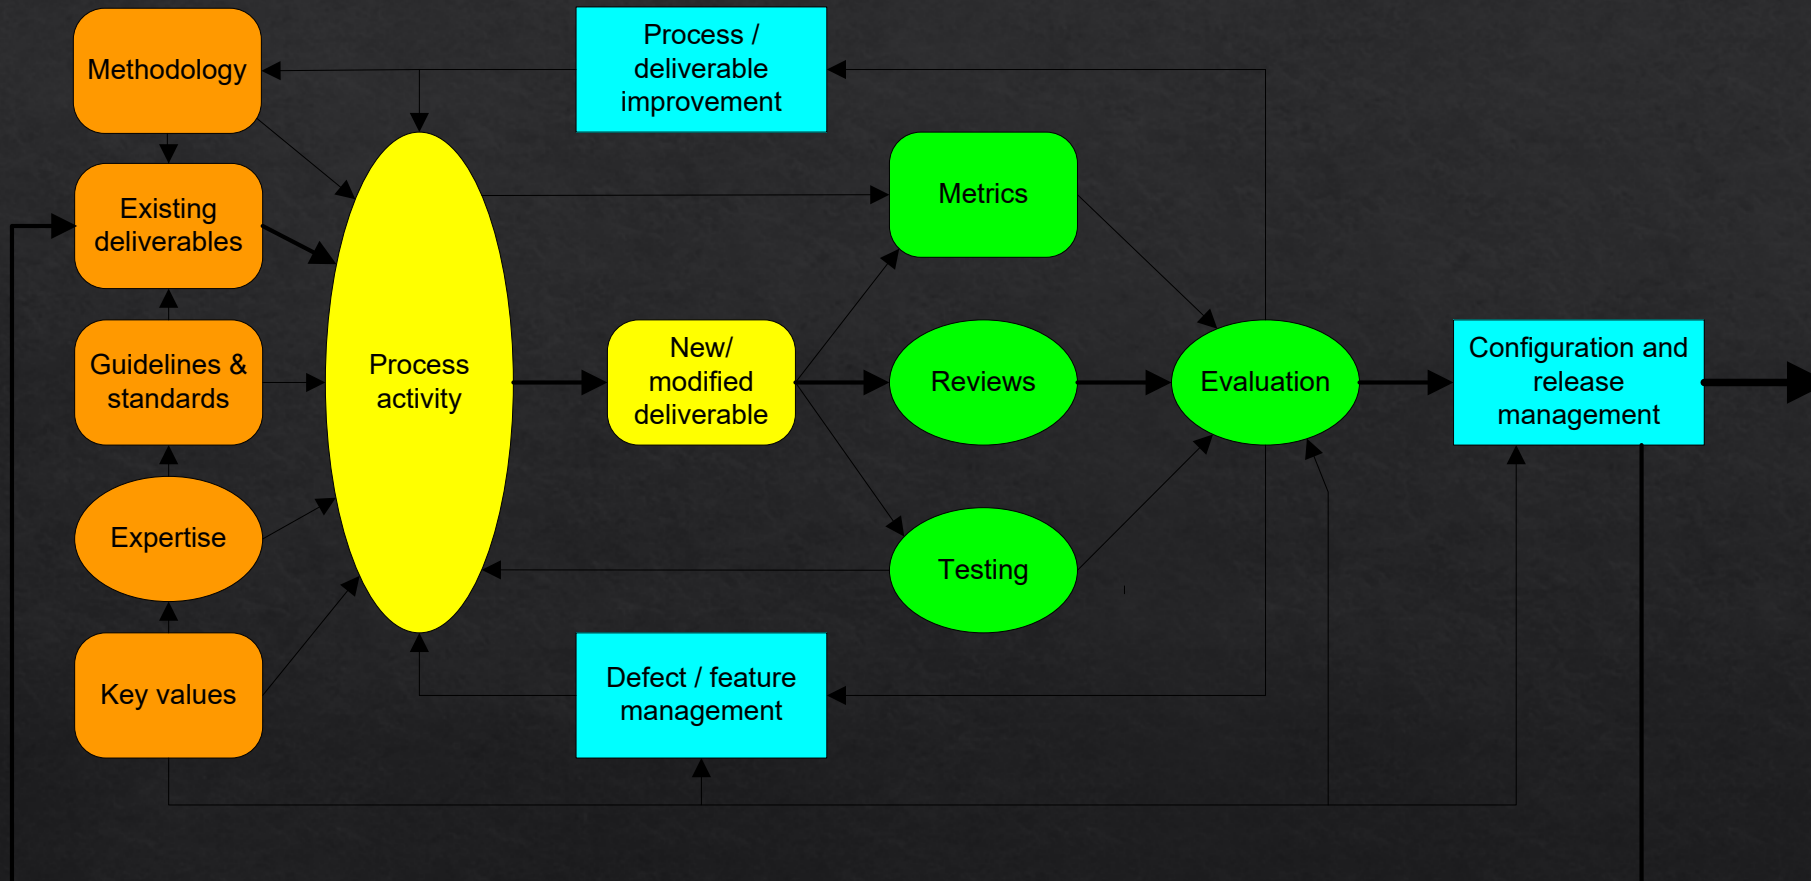 Methodology
Process /
deliverable
improvement
Existing
deliverables
Metrics
Guidelines &
standards
Process
activity
New/
modified
deliverable
Reviews
Evaluation
Configuration and
release
management
Expertise
Testing
Key values
Defect / feature
management